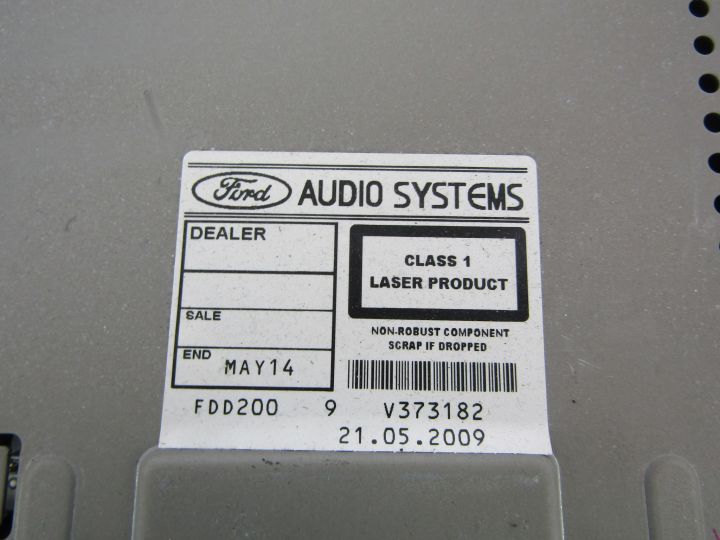 Ford AUDIO SYSTEMS
DEALER
SALE
END MAY14
CLASS 1
LASER PRODUCT
NON-ROBUST COMPONENT
SCRAP IF DROPPED
FDD200 9 V373182
21.05.2009